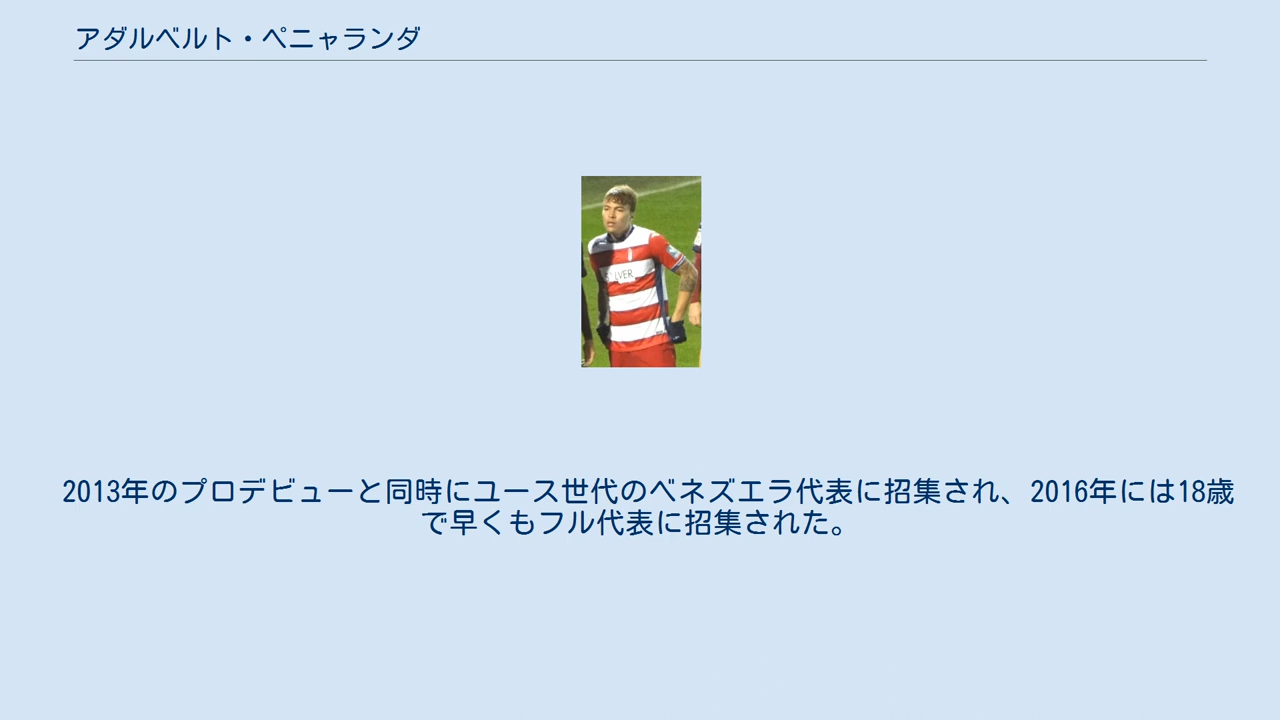 アダルベルト・ペニャランダ
LVER
2013年のプロデビューと同時にユース世代のベネズエラ代表に招集され、2016年には18歳
で早くもフル代表に招集された。